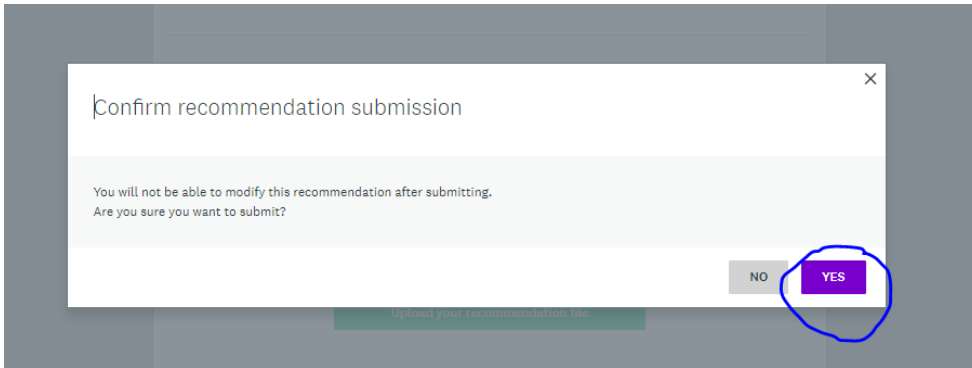 Confirm recommendation submission
You will not be able to modify this recommendation after submitting.
Are you sure you want to submit?
NO YES
Upload your recommendation file